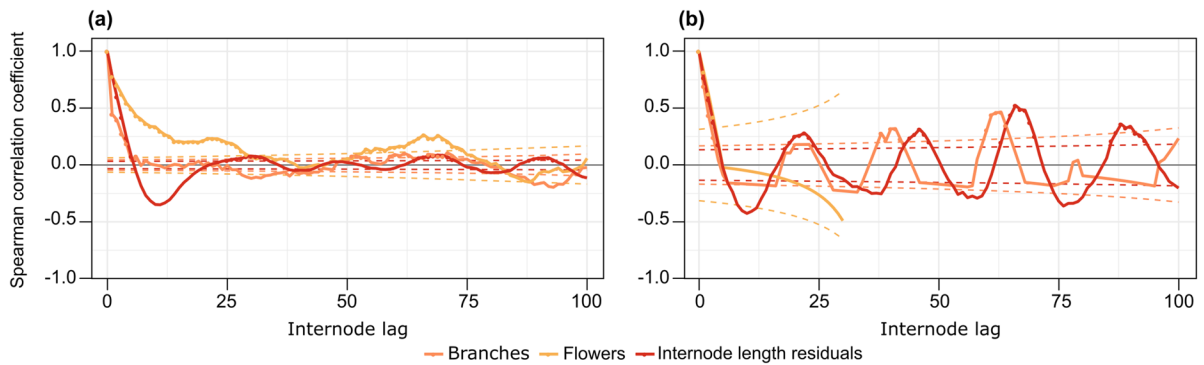 (a) (b)
Spearman correlation coefficient
1.0 1.0
0.5 0.5
0.0 0.0
-0.5 -0.5
-1.0 -1.0
0 25 50 75 100 0 25 50 75 100
Internode lag Internode lag
Branches Flowers Internode length residuals